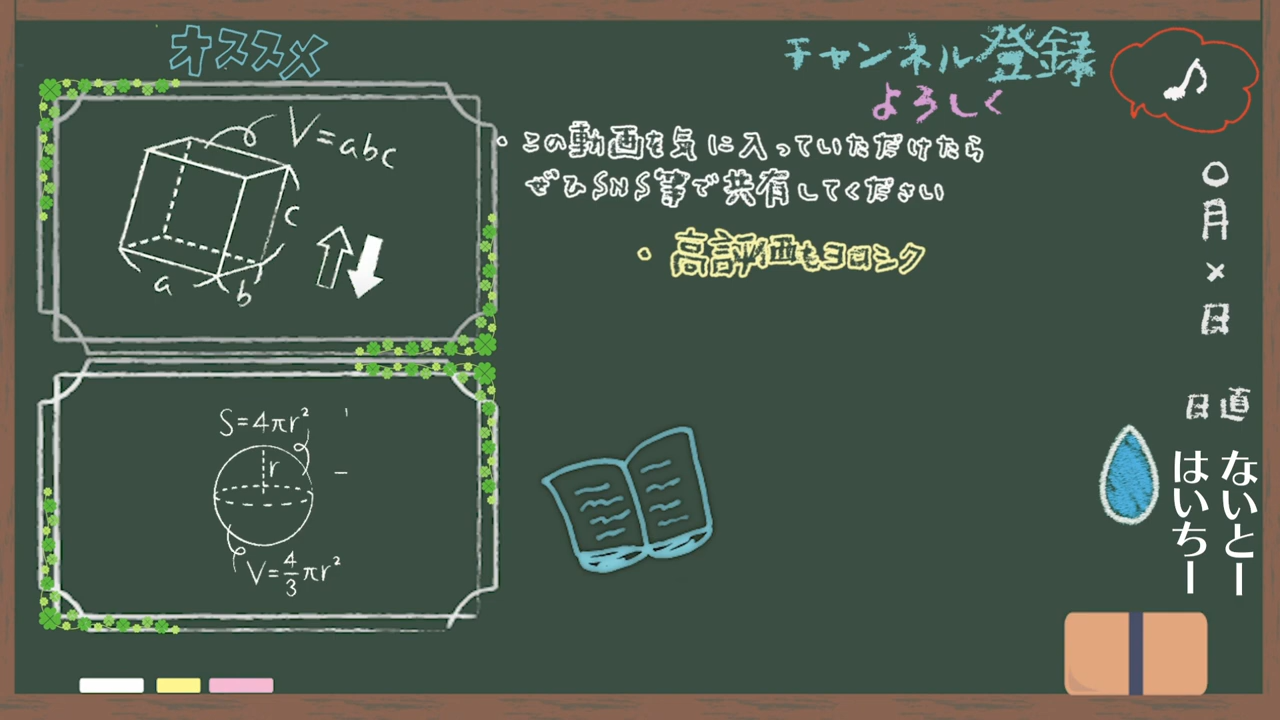 オススメ
チャンネル登録
よろしく
・この動画を気に入っていただけたら
ぜひSNS等で共有してください
・高評価もヨロシク
V=abc
c
a
b
S=4πr²
r
V=4/3πr²
〇月×日
日直
ないとー
はいちー